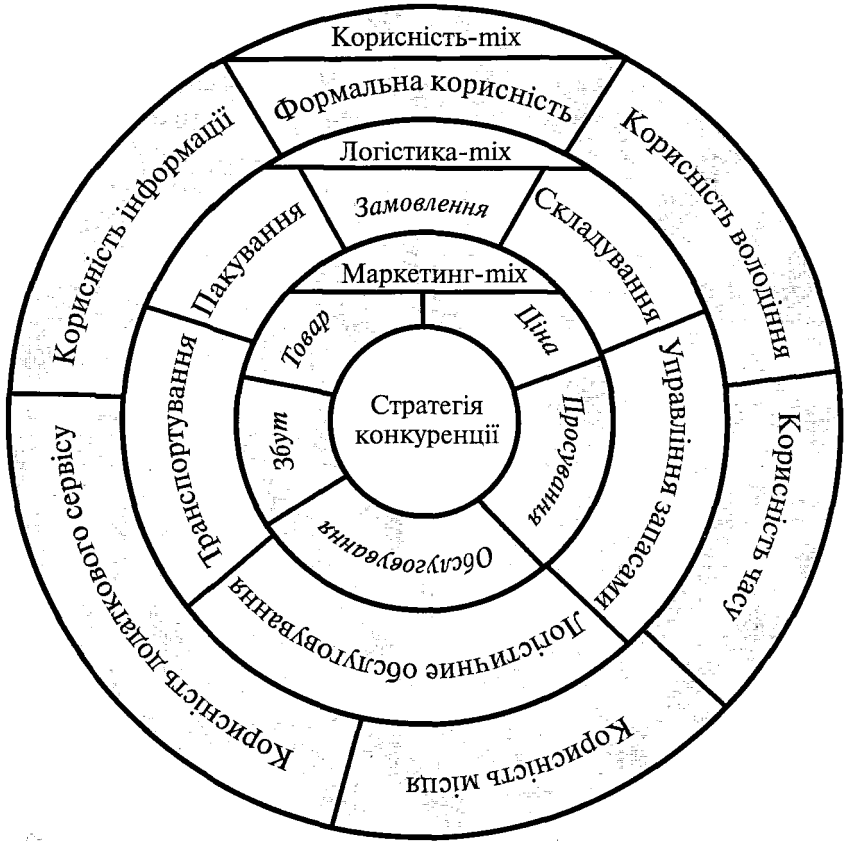 Корисність-mix
Формальна корисність
Корисність володіння
Корисність часу
Корисність місця
Корисність додаткового сервісу
Корисність інформації
Логістика-mix
Замовлення
Складування
Управління запасами
Логістичние обслуговування
Транспортування
Пакування
Маркетинг-mix
Товар
Ціна
Просування
Обслуговування
Збут
Стратегія
конкуренції